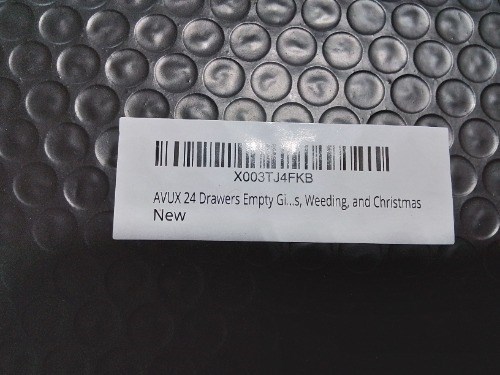 X003TJ4FKB
AVUX 24 Drawers Empty Gi...s, Weeding, and Christmas
New